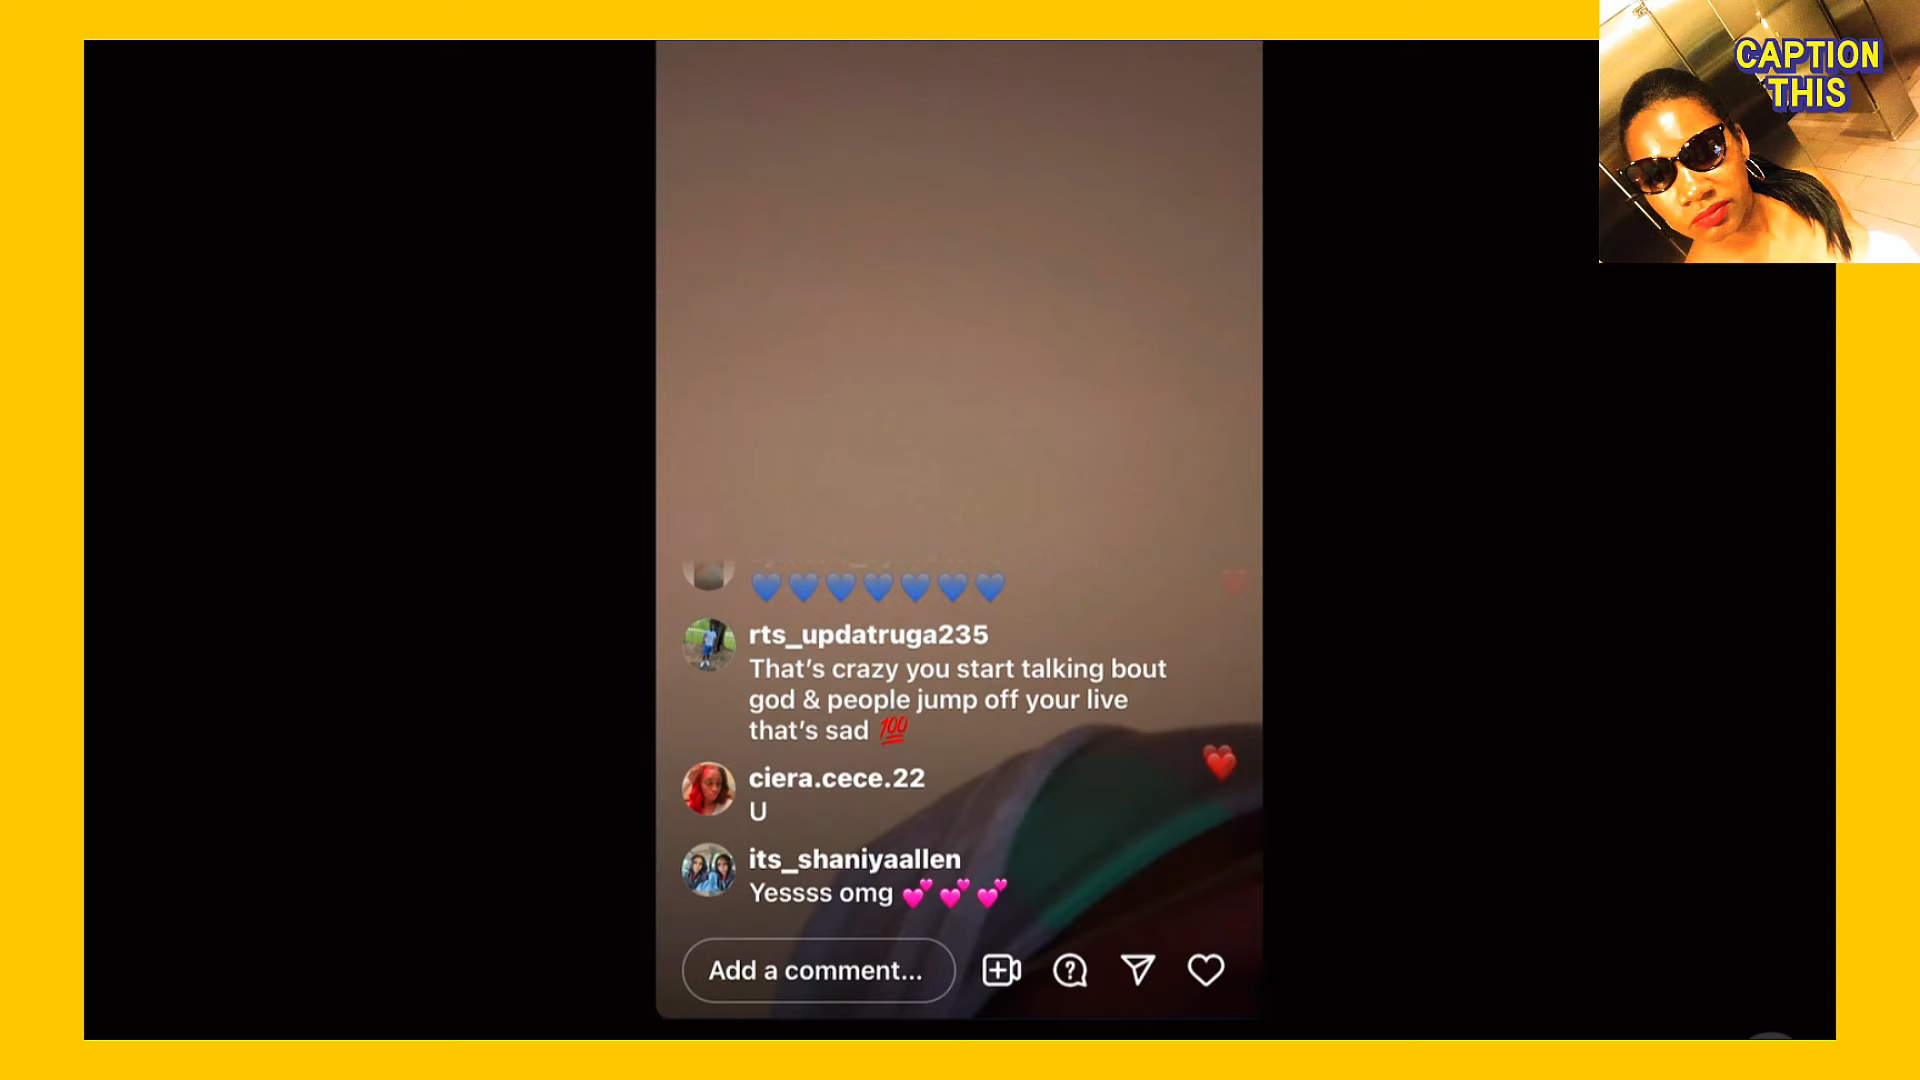 CAPTION
THIS
💙💙💙💙💙💙💙
rts_updatruga235
That's crazy you start talking bout
god & people jump off your live
that's sad 💯
ciera.cece.22
U
its_shaniyaallen
Yessss omg 💕💕💕
Add a comment...